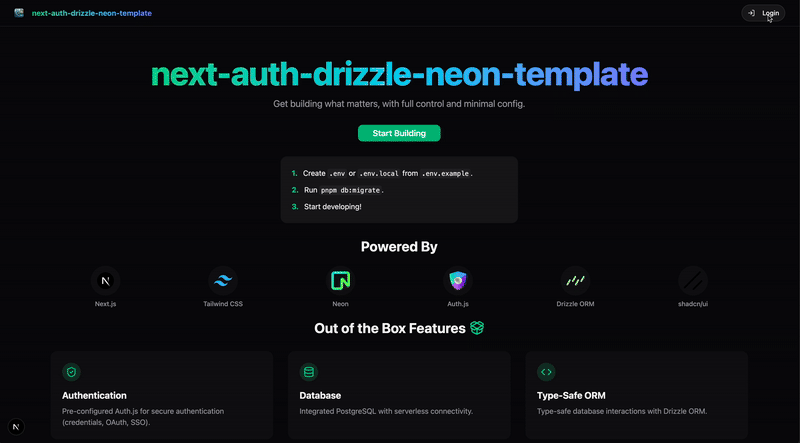 next-auth-drizzle-neon-template
Login
next-auth-drizzle-neon-template
Get building what matters, with full control and minimal config.
Start Building
1. Create .env or .env.local from .env.example.
2. Run pnpm db:migrate.
3. Start developing!
Powered By
N
Next.js
Tailwind CSS
Neon
Auth.js
Drizzle ORM
shadcn/ui
Out of the Box Features
Authentication
Pre-configured Auth.js for secure authentication
(credentials, OAuth, SSO).
Database
Integrated PostgreSQL with serverless connectivity.
Type-Safe ORM
Type-safe database interactions with Drizzle ORM.
N